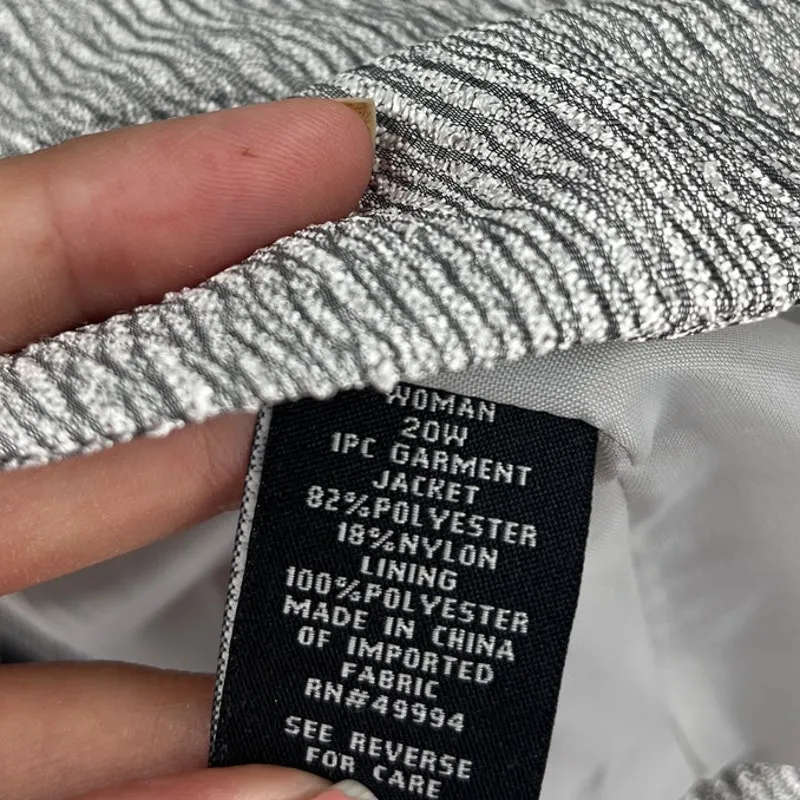 WOMAN
20W
1PC GARMENT
JACKET
82%POLYESTER
18%NYLON
LINING
100%POLYESTER
MADE IN CHINA
OF IMPORTED
FABRIC
RN#49994
SEE REVERSE
FOR CARE